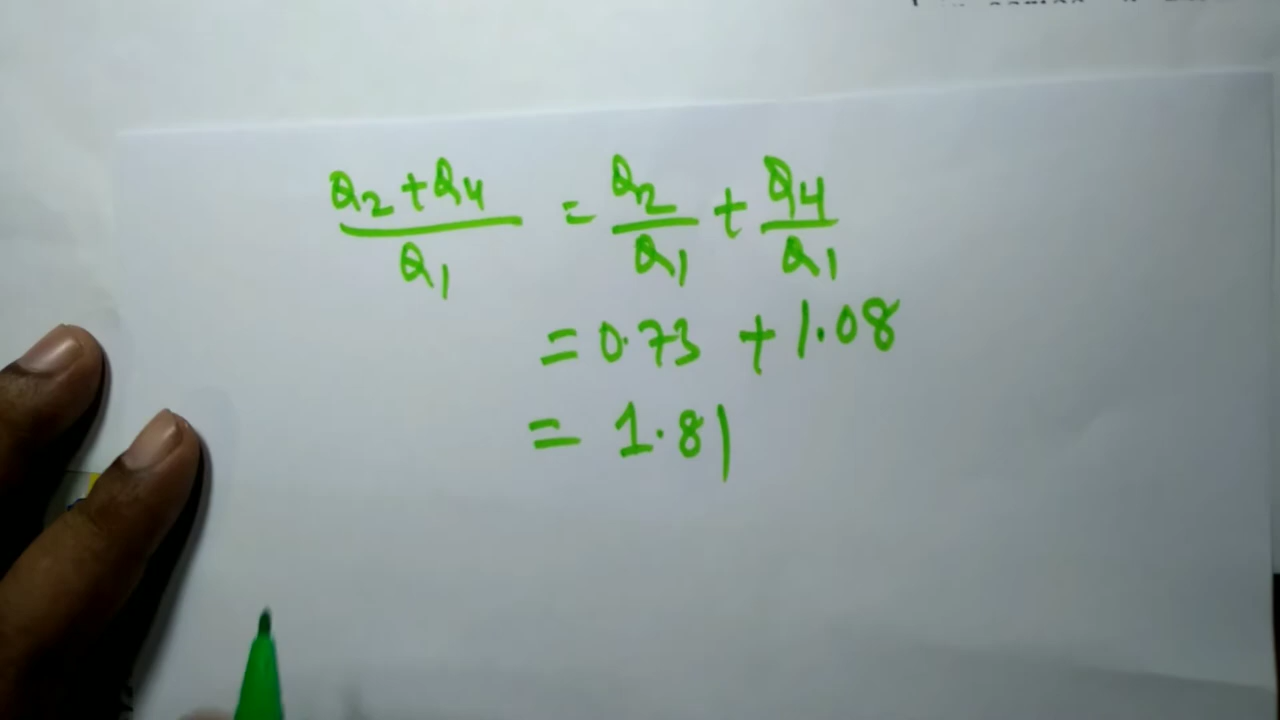 (Q2 + Q4)/Q1 = Q2/Q1 + Q4/Q1
= 0.73 + 1.08
= 1.81